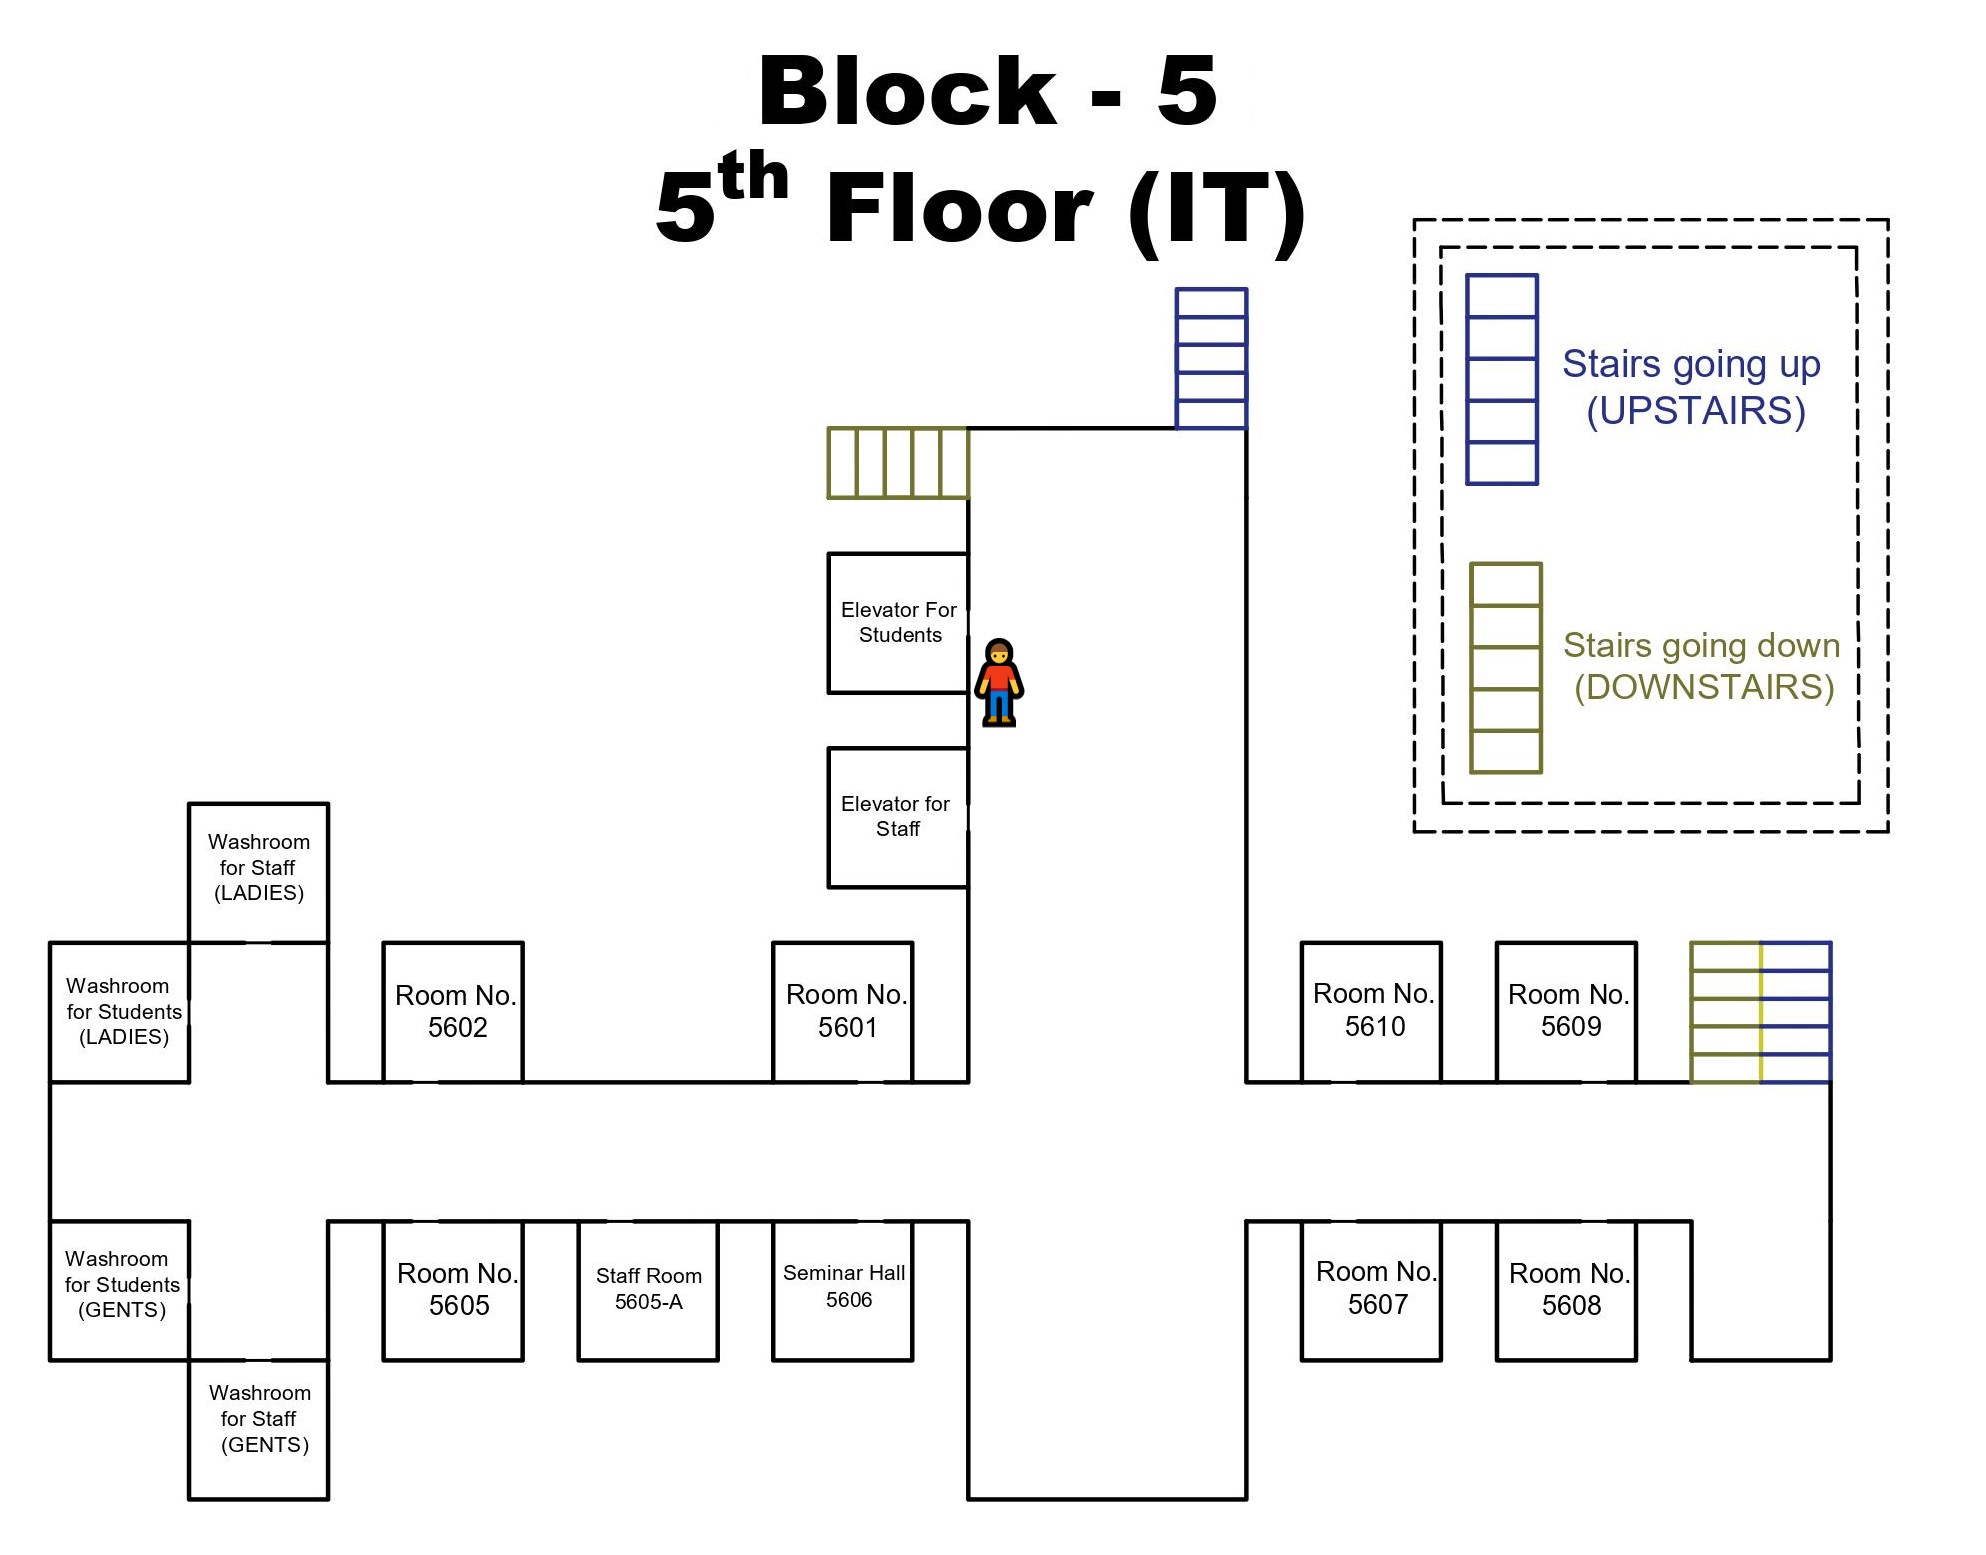 Block - 5
5th Floor (IT)
Stairs going up
(UPSTAIRS)
Stairs going down
(DOWNSTAIRS)
Elevator For
Students
Elevator for
Staff
Washroom
for Staff
(LADIES)
Washroom
for Students
(LADIES)
Room No.
5602
Room No.
5601
Room No.
5610
Room No.
5609
Washroom
for Students
(GENTS)
Room No.
5605
Staff Room
5605-A
Seminar Hall
5606
Room No.
5607
Room No.
5608
Washroom
for Staff
(GENTS)